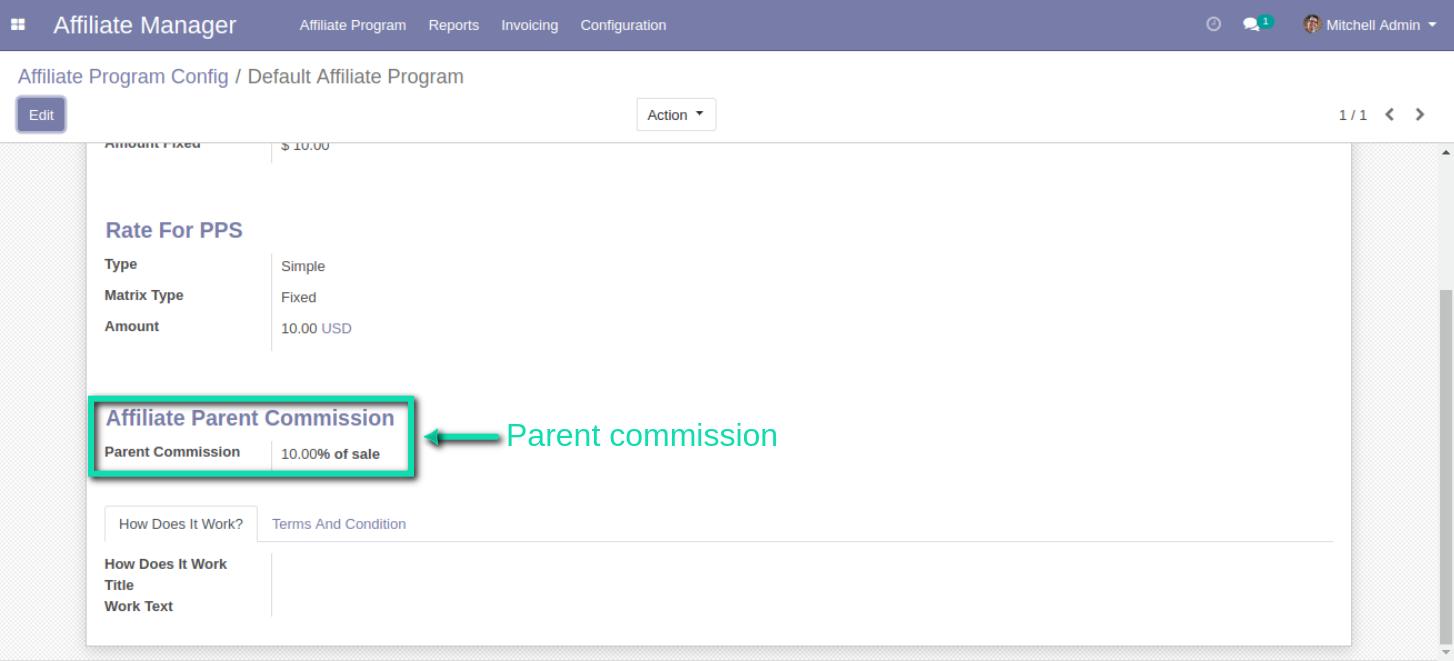 Affiliate Manager Affiliate Program Reports Invoicing Configuration 1 Mitchell Admin
Affiliate Program Config / Default Affiliate Program
Edit Action 1 / 1
Amount Fixed $ 10.00
Rate For PPS
Type Simple
Matrix Type Fixed
Amount 10.00 USD
Affiliate Parent Commission
Parent commission
Parent Commission 10.00% of sale
How Does It Work? Terms And Condition
How Does It Work
Title
Work Text